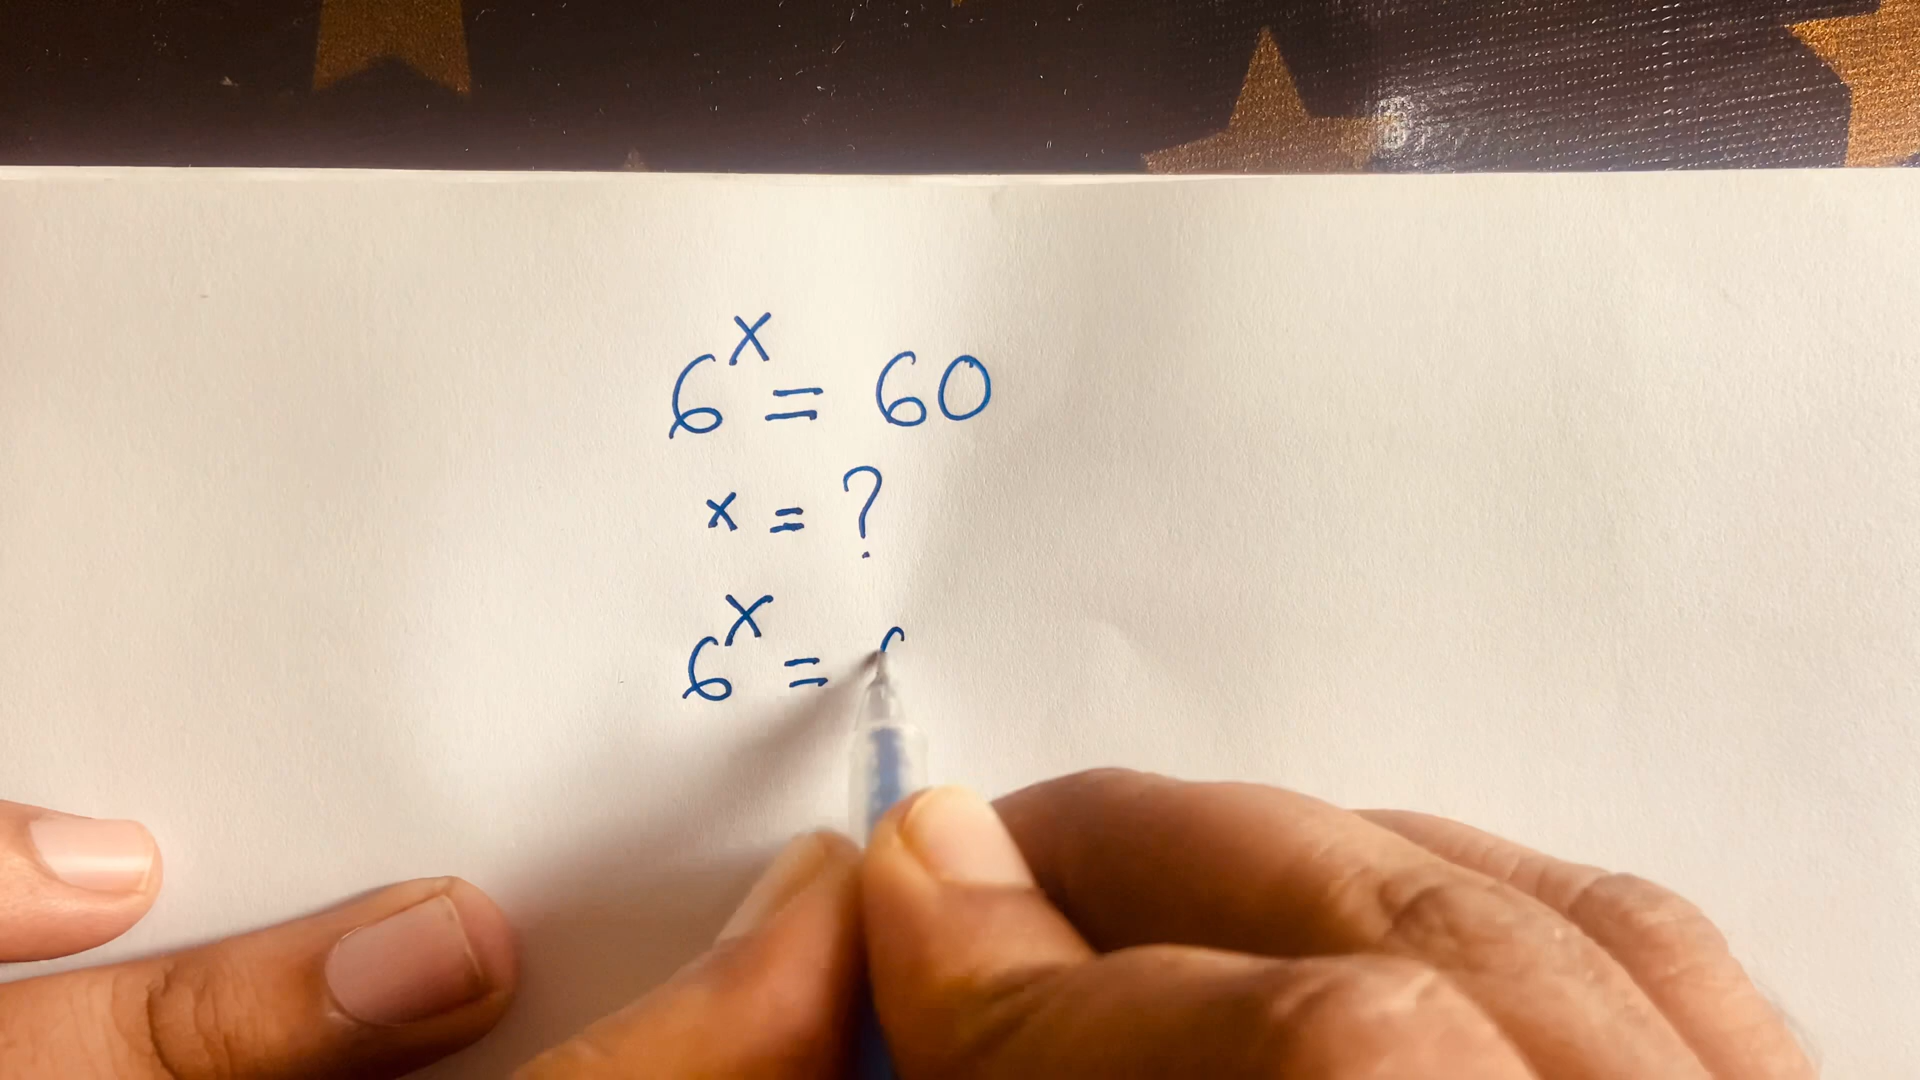 6^x = 60
x = ?
6^x =